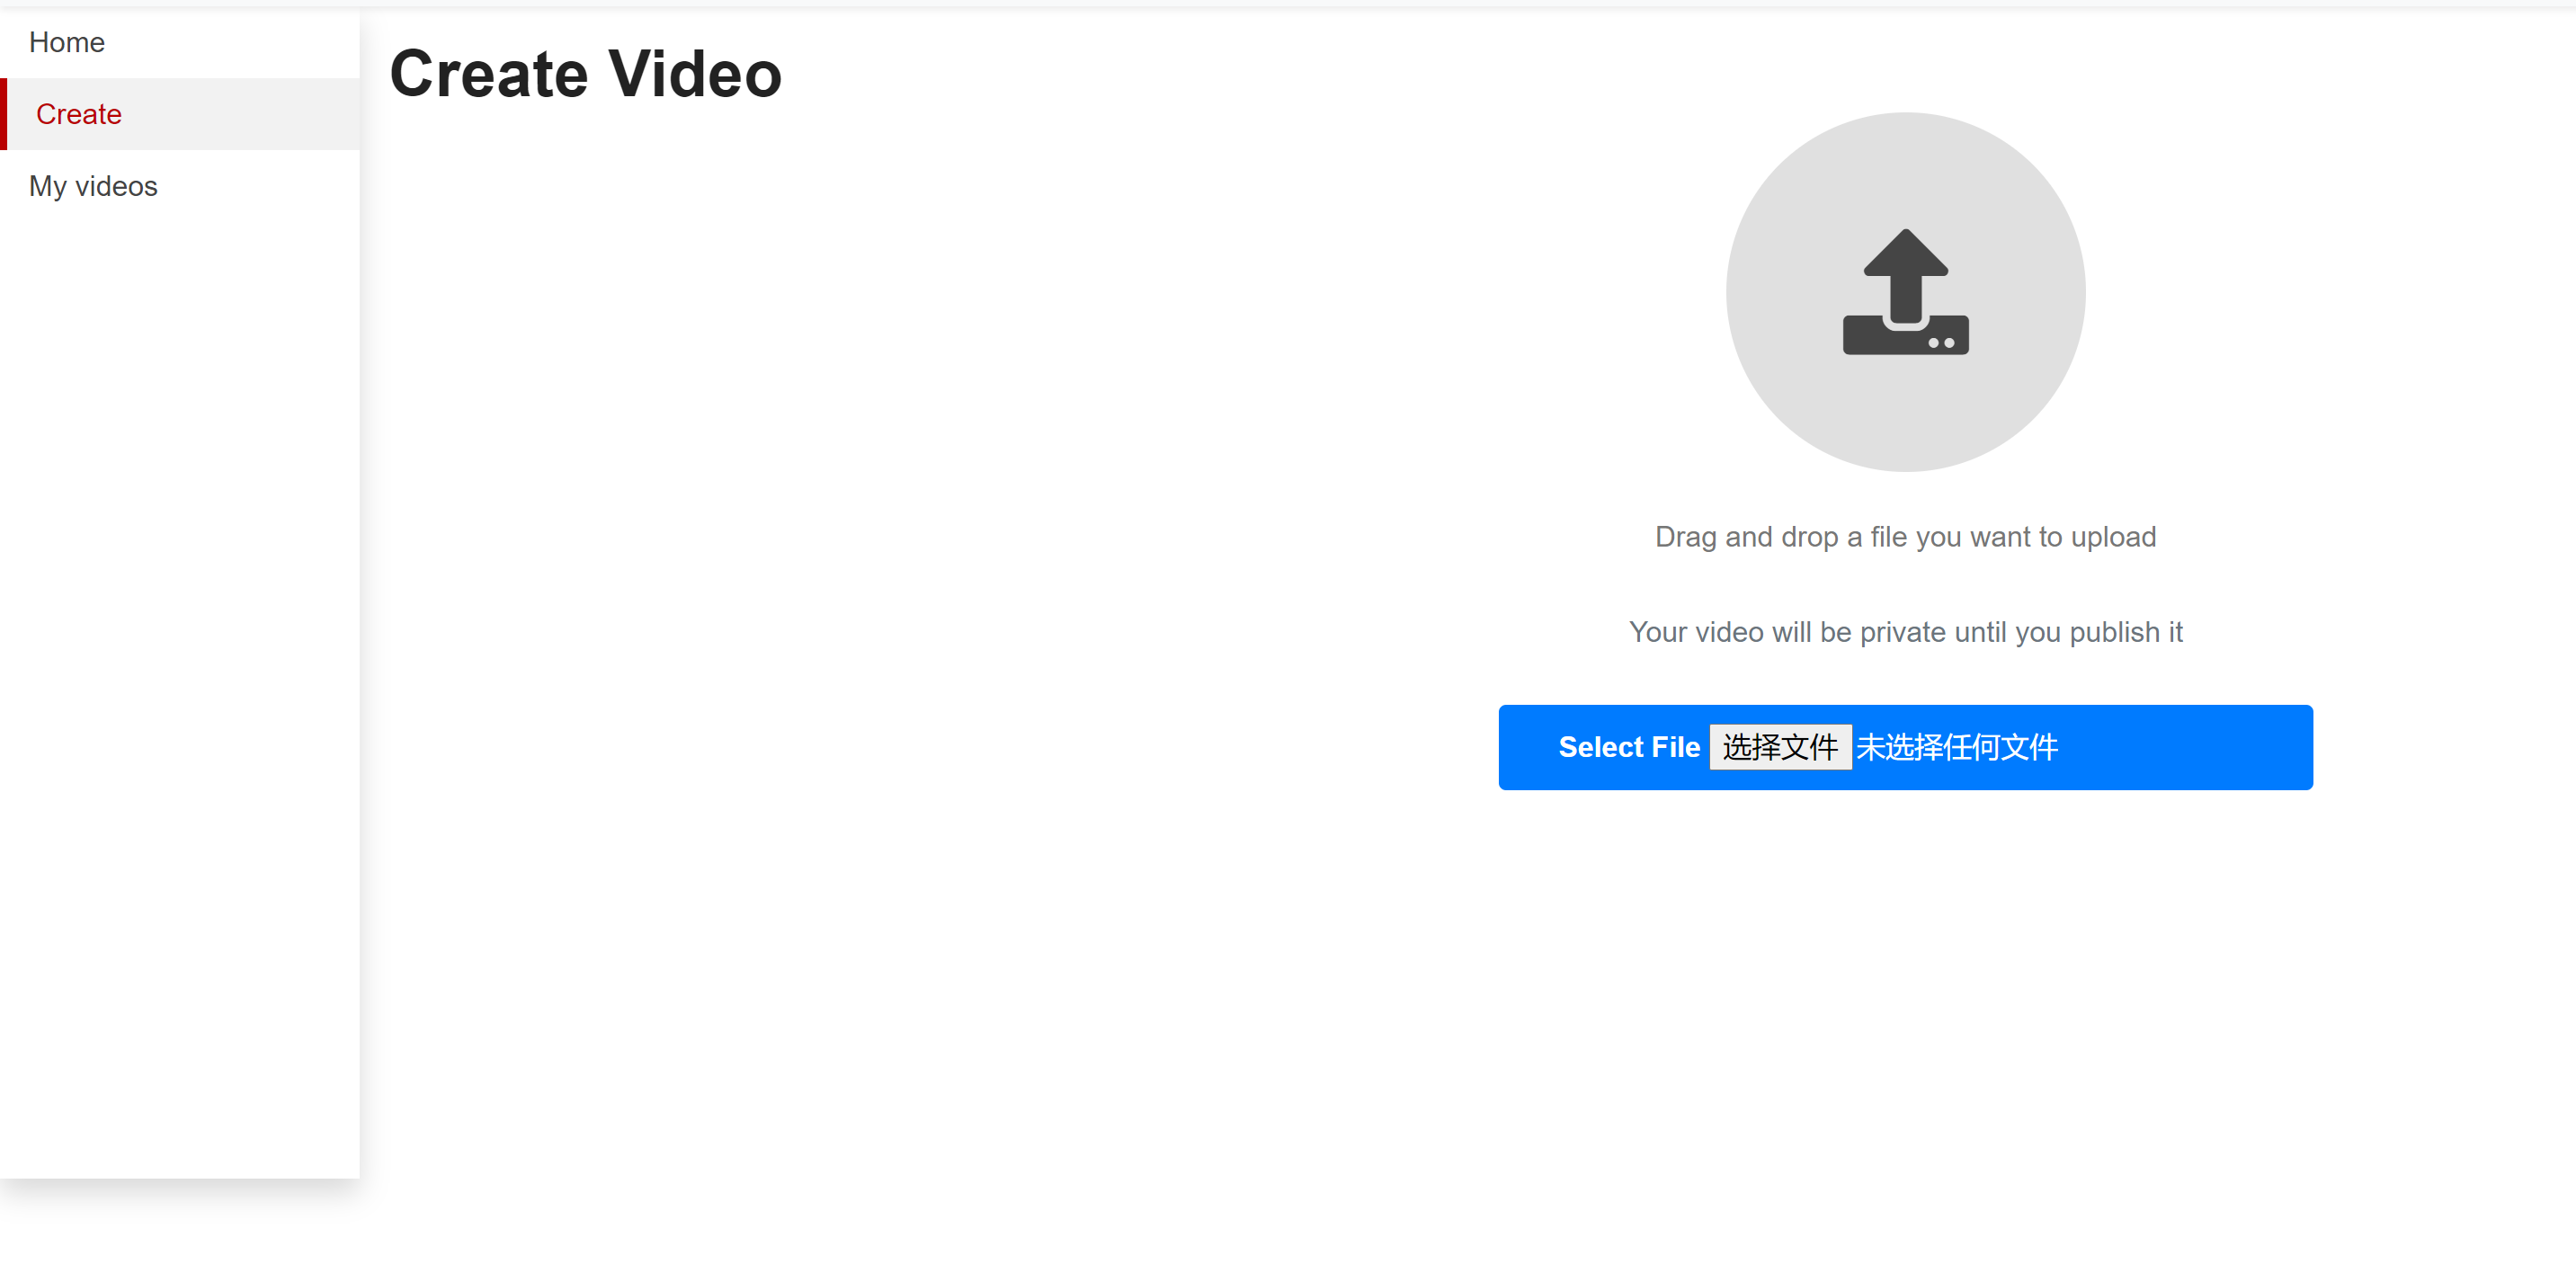 Home
Create
My videos
Create Video
Drag and drop a file you want to upload
Your video will be private until you publish it
Select File 选择文件 未选择任何文件